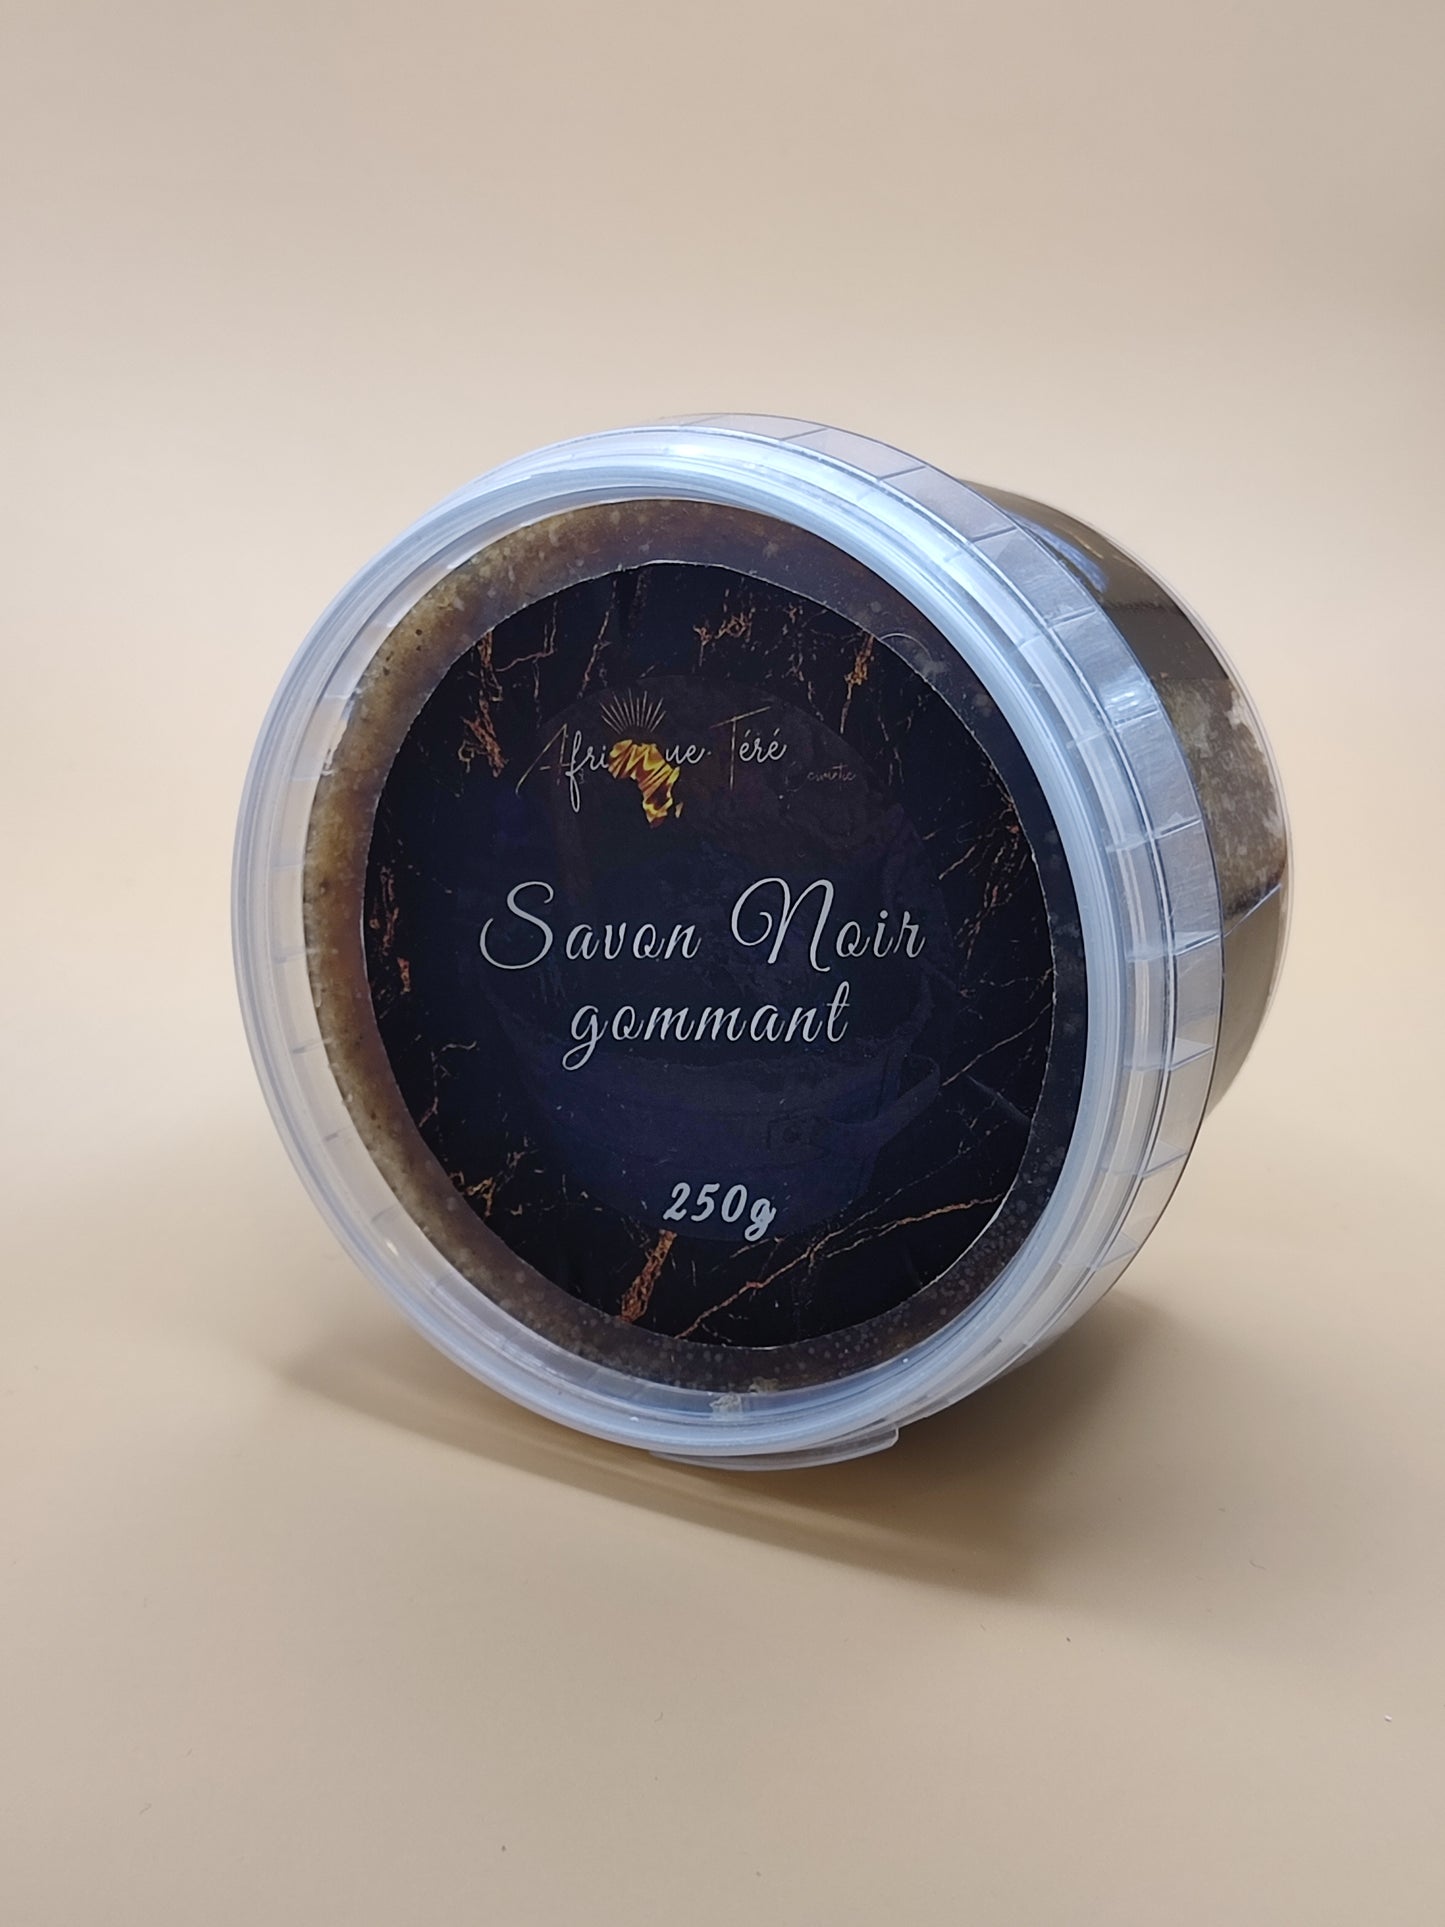 Afrique Téré
Savon Noir
gommant
250g